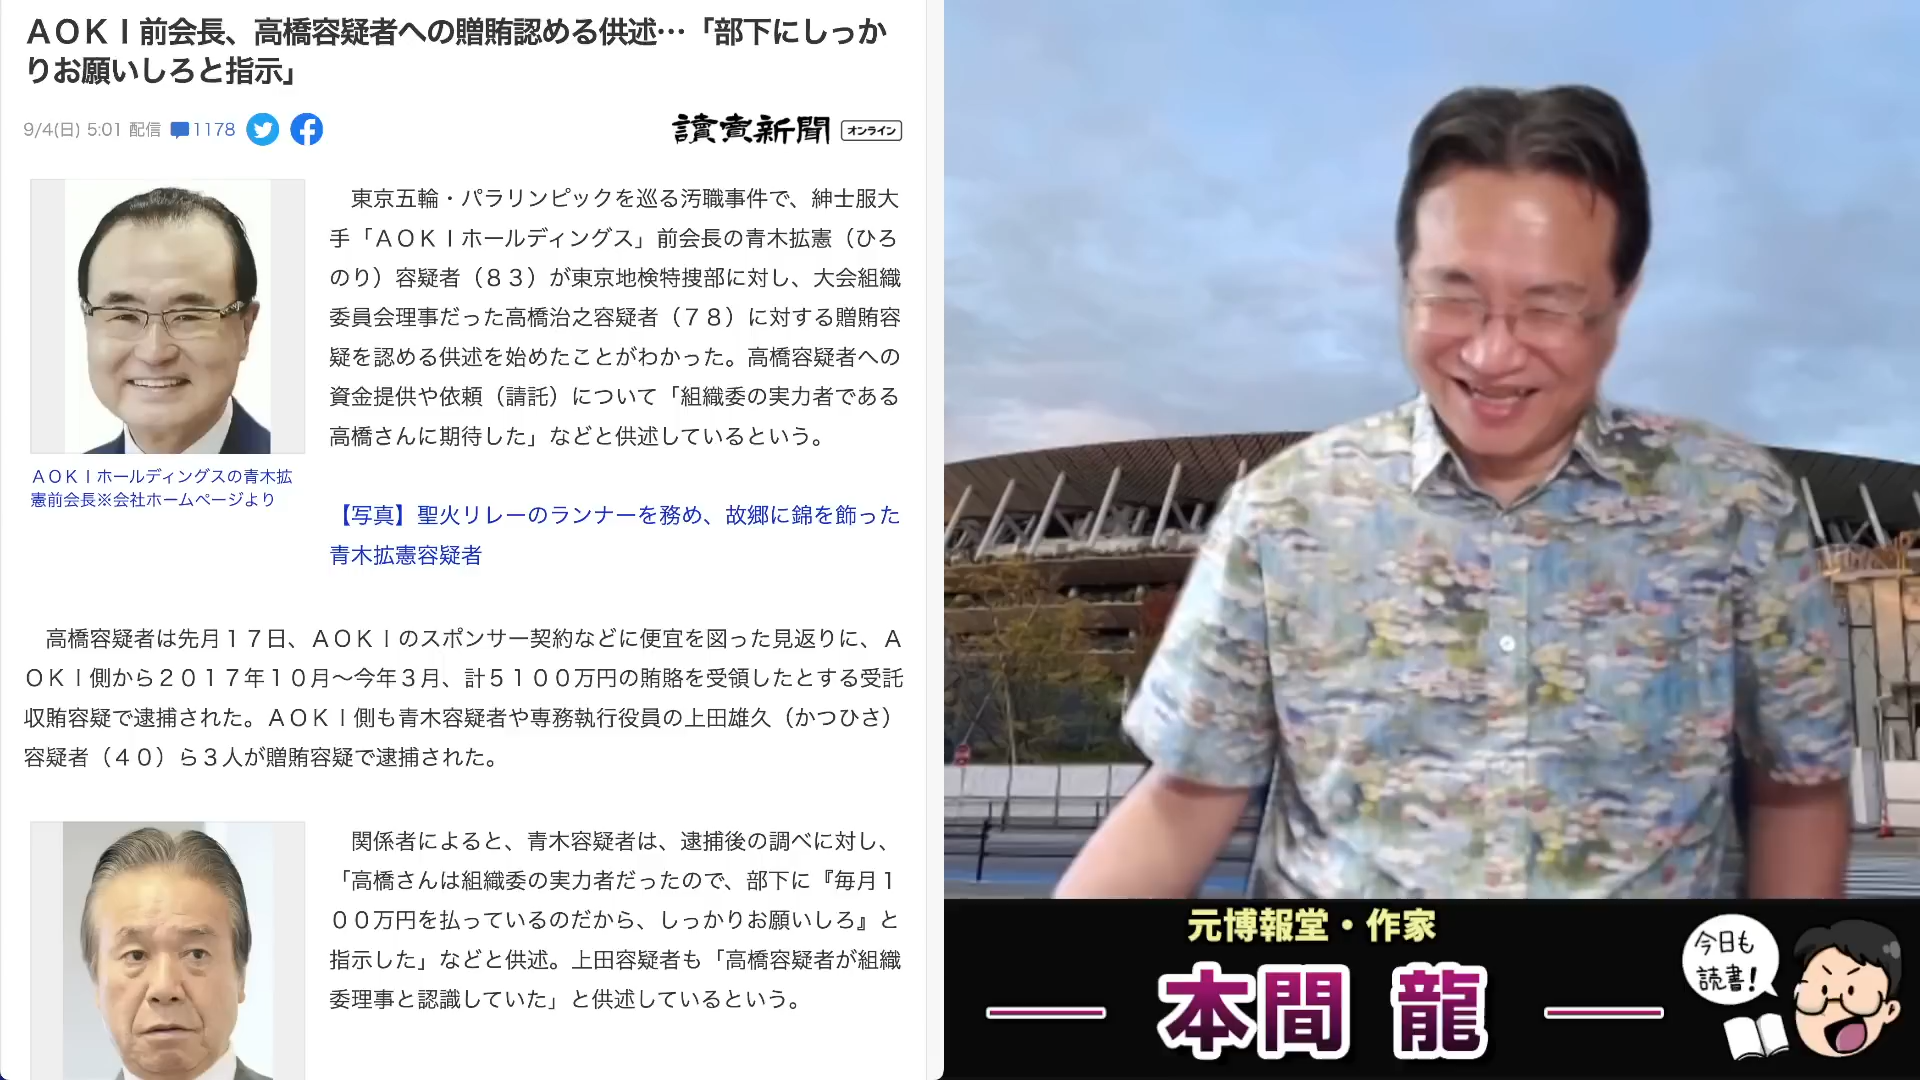 ＡＯＫＩ前会長、高橋容疑者への贈賄認める供述…「部下にしっか
りお願いしろと指示」
9/4(日) 5:01 配信 1178
讀賣新聞 オンライン
東京五輪・パラリンピックを巡る汚職事件で、紳士服大
手「ＡＯＫＩホールディングス」前会長の青木拡憲（ひろ
のり）容疑者（８３）が東京地検特捜部に対し、大会組織
委員会理事だった高橋治之容疑者（７８）に対する贈賄容
疑を認める供述を始めたことがわかった。高橋容疑者への
資金提供や依頼（請託）について「組織委の実力者である
高橋さんに期待した」などと供述しているという。
ＡＯＫＩホールディングスの青木拡
憲前会長※会社ホームページより
【写真】聖火リレーのランナーを務め、故郷に錦を飾った
青木拡憲容疑者
高橋容疑者は先月１７日、ＡＯＫＩのスポンサー契約などに便宜を図った見返りに、Ａ
ＯＫＩ側から２０１７年１０月〜今年３月、計５１００万円の賄賂を受領したとする受託
収賄容疑で逮捕された。ＡＯＫＩ側も青木容疑者や専務執行役員の上田雄久（かつひさ）
容疑者（４０）ら３人が贈賄容疑で逮捕された。
関係者によると、青木容疑者は、逮捕後の調べに対し、
「高橋さんは組織委の実力者だったので、部下に『毎月１
００万円を払っているのだから、しっかりお願いしろ』と
指示した」などと供述。上田容疑者も「高橋容疑者が組織
委理事と認識していた」と供述しているという。
元博報堂・作家
本間 龍
今日も
読書！